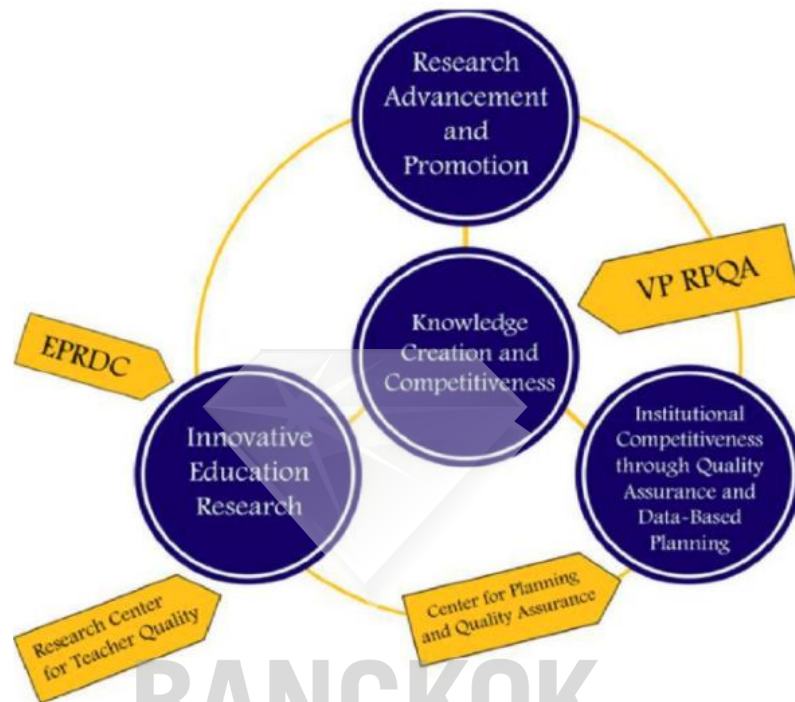 Research
Advancement
and
Promotion
VP RPQA
EPRDC
Knowledge
Creation and
Competitiveness
Innovative
Education
Research
Institutional
Competitiveness
through Quality
Assurance and
Data-Based
Planning
Research Center
for Teacher Quality
Center for Planning
and Quality Assurance
BANGKOK